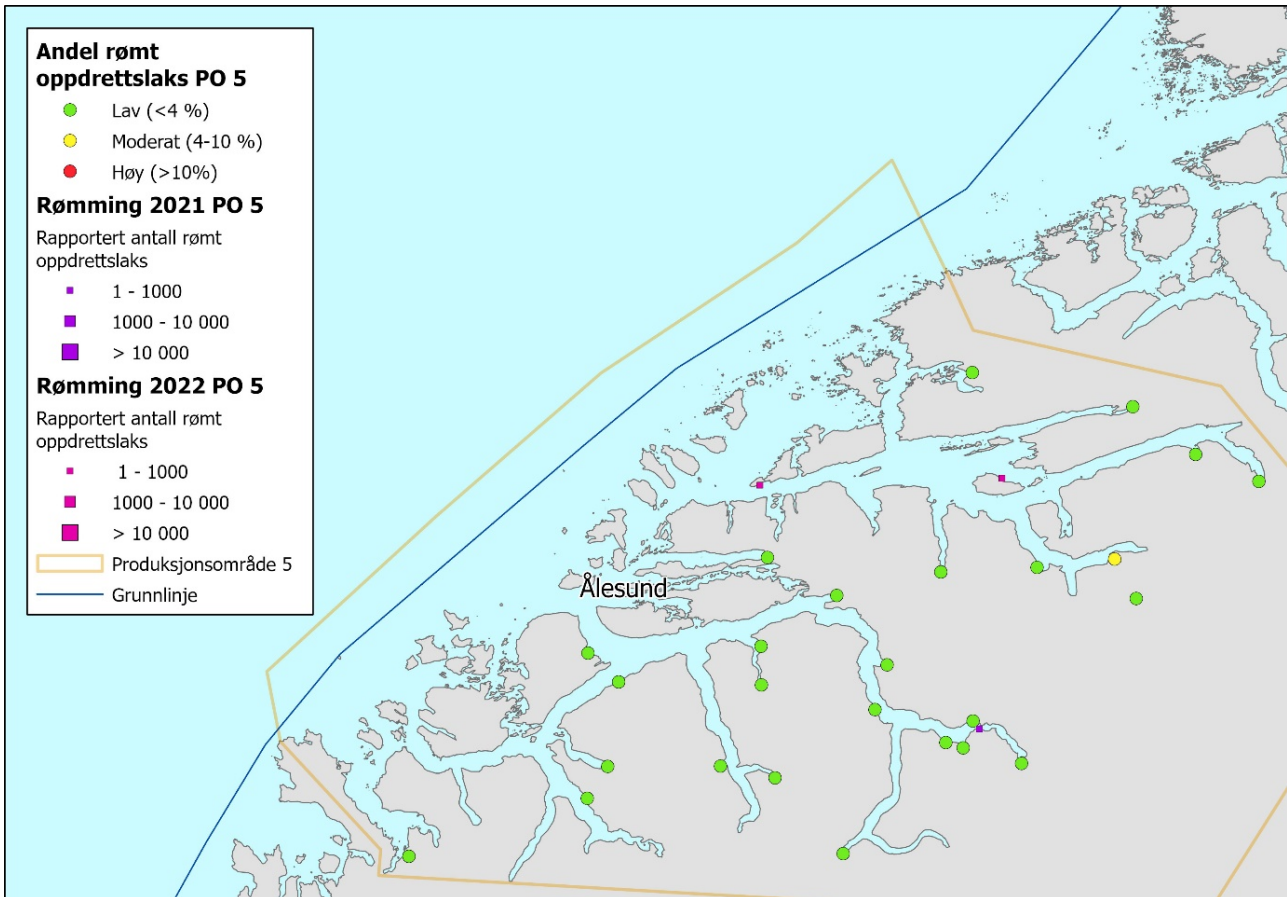 Andel rømt
oppdrettslaks PO 5
Lav (<4 %)
Moderat (4-10 %)
Høy (>10%)
Rømming 2021 PO 5
Rapportert antall rømt
oppdrettslaks
1 - 1000
1000 - 10 000
> 10 000
Rømming 2022 PO 5
Rapportert antall rømt
oppdrettslaks
1 - 1000
1000 - 10 000
> 10 000
Produksjonsområde 5
Grunnlinje
Ålesund